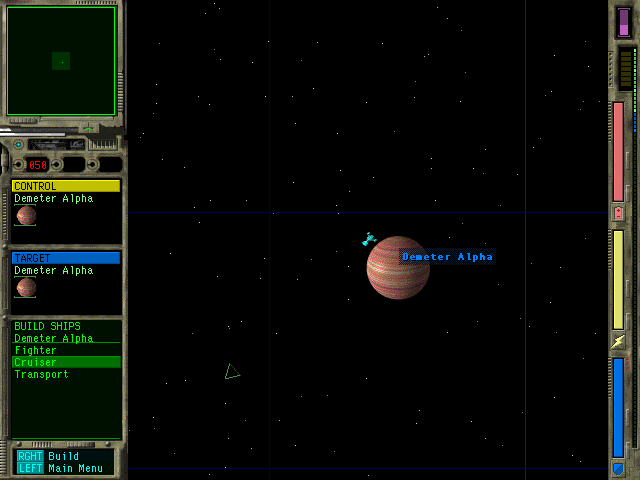 050
CONTROL
Demeter Alpha
TARGET
Demeter Alpha
BUILD SHIPS
Demeter Alpha
Fighter
Cruiser
Transport
RGHT Build
LEFT Main Menu
Demeter Alpha